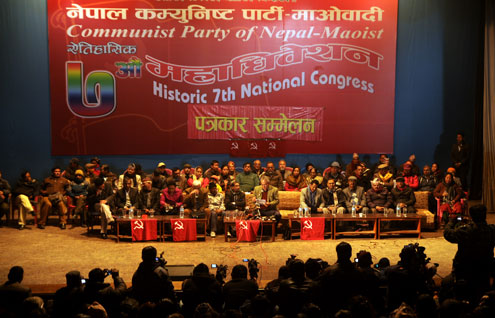 नेपाल कम्युनिष्ट पार्टी-माओवादी
Communist Party of Nepal-Maoist
ऐतिहासिक
७ औं महाधिवेशन
Historic 7th National Congress
पत्रकार सम्मेलन